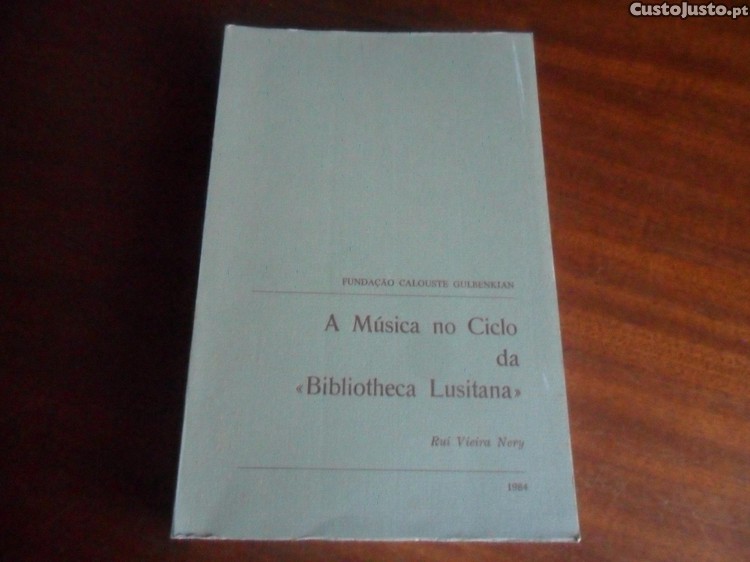 CustoJusto.pt
FUNDAÇÃO CALOUSTE GULBENKIAN
A Música no Ciclo
da
«Bibliotheca Lusitana»
Rui Vieira Nery
1984